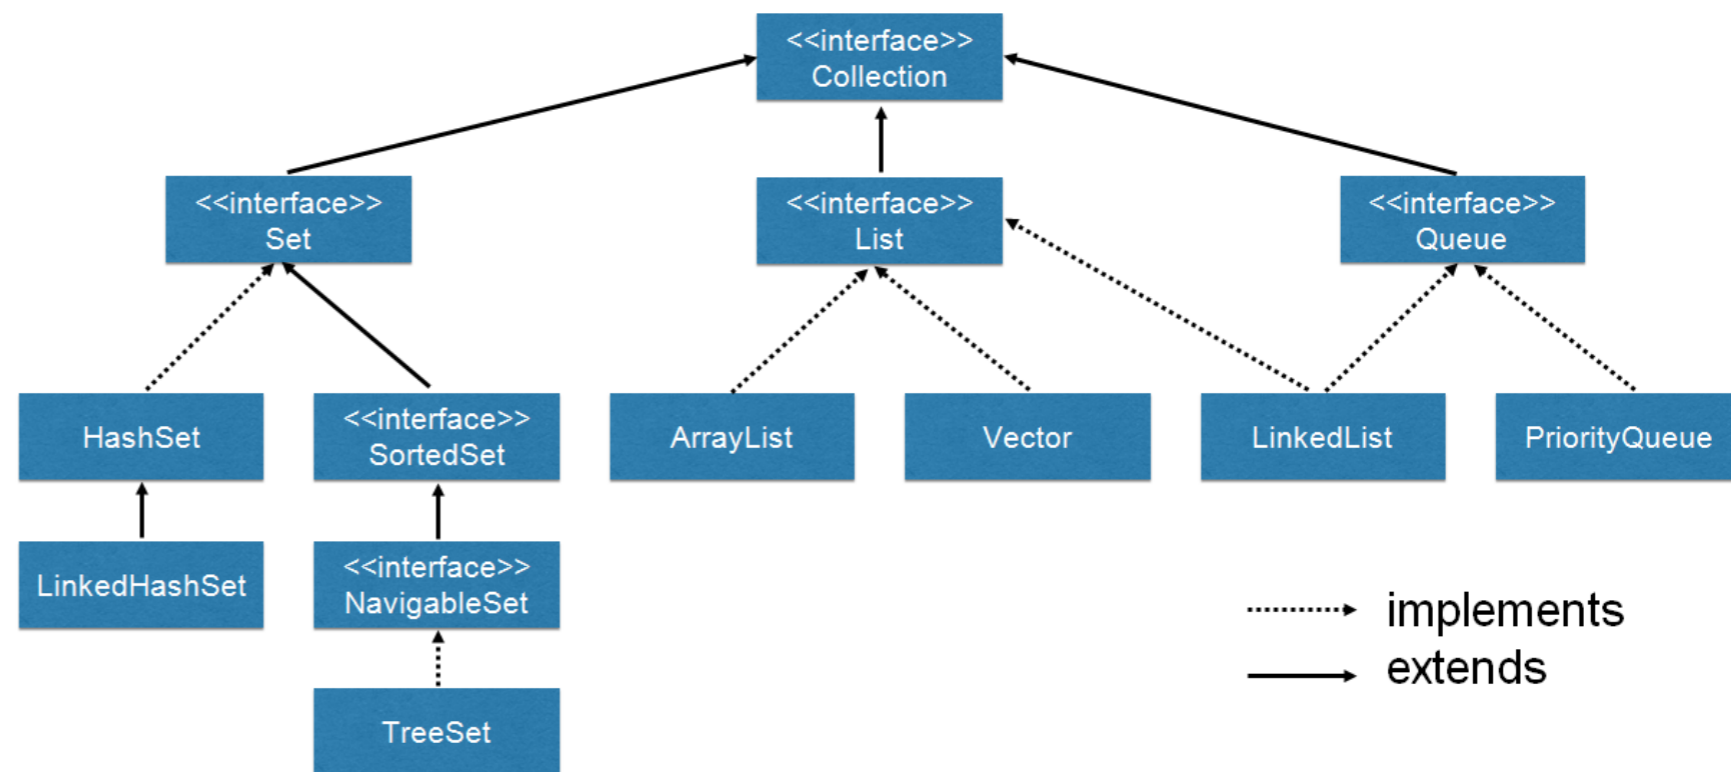 <<interface>>
Collection
<<interface>>
Set
<<interface>>
List
<<interface>>
Queue
HashSet
<<interface>>
SortedSet
ArrayList
Vector
LinkedList
PriorityQueue
LinkedHashSet
<<interface>>
NavigableSet
implements
extends
TreeSet